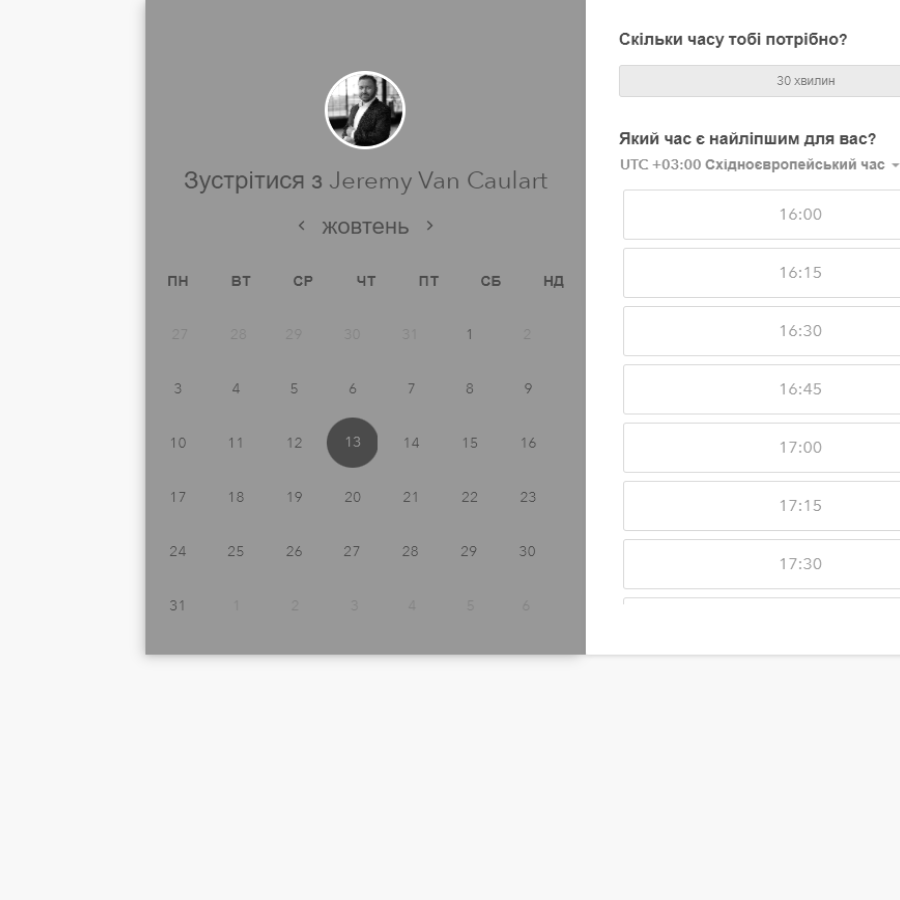 Зустрітися з Jeremy Van Caulart
жовтень
ПН ВТ СР ЧТ ПТ СБ НД
27 28 29 30 31 1 2
3 4 5 6 7 8 9
10 11 12 13 14 15 16
17 18 19 20 21 22 23
24 25 26 27 28 29 30
31 1 2 3 4 5 6
Скільки часу тобі потрібно?
30 хвилин
Який час є найліпшим для вас?
UTC +03:00 Східноєвропейський час
16:00
16:15
16:30
16:45
17:00
17:15
17:30